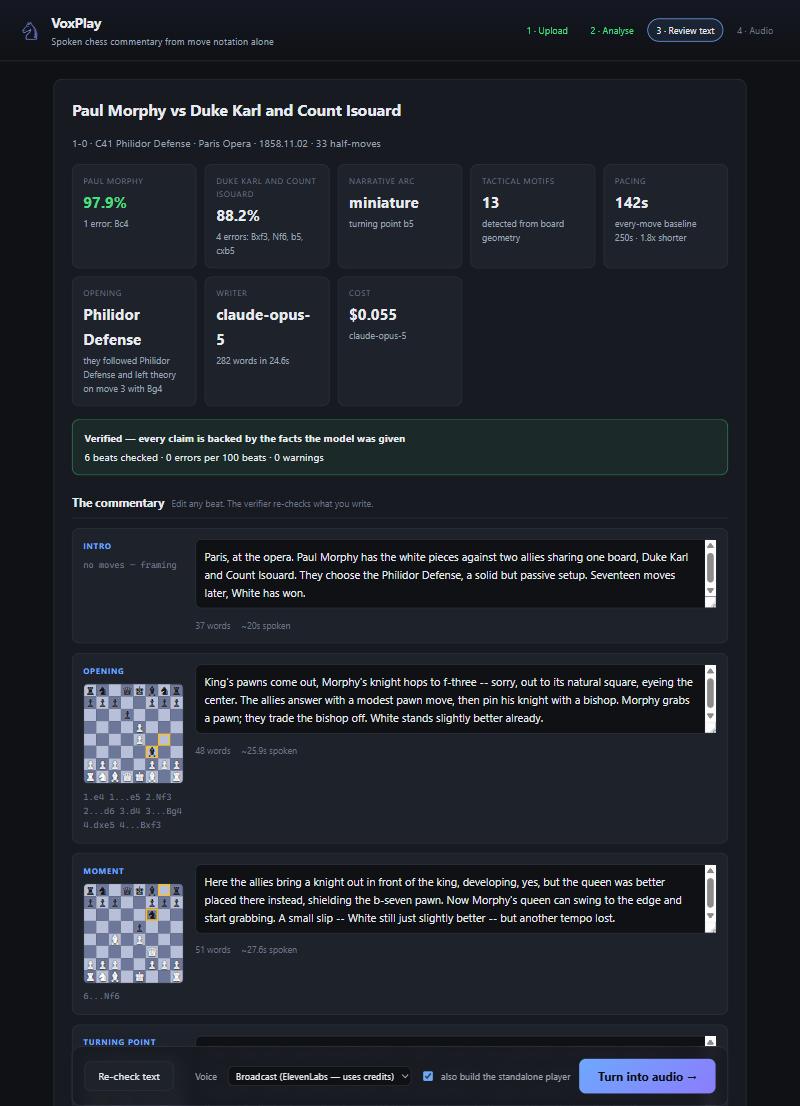 VoxPlay
Spoken chess commentary from move notation alone
1 · Upload
2 · Analyse
3 · Review text
4 · Audio
Paul Morphy vs Duke Karl and Count Isouard
1-0 · C41 Philidor Defense · Paris Opera · 1858.11.02 · 33 half-moves
PAUL MORPHY
97.9%
1 error: Bc4
DUKE KARL AND COUNT
ISOUARD
88.2%
4 errors: Bxf3, Nf6, b5,
cxb5
NARRATIVE ARC
miniature
turning point b5
TACTICAL MOTIFS
13
detected from board
geometry
PACING
142s
every-move baseline
250s · 1.8x shorter
OPENING
Philidor
Defense
they followed Philidor
Defense and left theory
on move 3 with Bg4
WRITER
claude-opus-
5
282 words in 24.6s
COST
$0.055
claude-opus-5
Verified — every claim is backed by the facts the model was given
6 beats checked · 0 errors per 100 beats · 0 warnings
The commentary Edit any beat. The verifier re-checks what you write.
INTRO
no moves — framing
Paris, at the opera. Paul Morphy has the white pieces against two allies sharing one board, Duke Karl
and Count Isouard. They choose the Philidor Defense, a solid but passive setup. Seventeen moves
later, White has won.
37 words ~20s spoken
OPENING
1.e4 1...e5 2.Nf3
2...d6 3.d4 3...Bg4
4.dxe5 4...Bxf3
King's pawns come out, Morphy's knight hops to f-three -- sorry, out to its natural square, eyeing the
center. The allies answer with a modest pawn move, then pin his knight with a bishop. Morphy grabs
a pawn; they trade the bishop off. White stands slightly better already.
48 words ~25.9s spoken
MOMENT
6...Nf6
Here the allies bring a knight out in front of the king, developing, yes, but the queen was better
placed there instead, shielding the b-seven pawn. Now Morphy's queen can swing to the edge and
start grabbing. A small slip -- White still just slightly better -- but another tempo lost.
51 words ~27.6s spoken
TURNING POINT
Re-check text
Voice
Broadcast (ElevenLabs — uses credits)
also build the standalone player
Turn into audio →